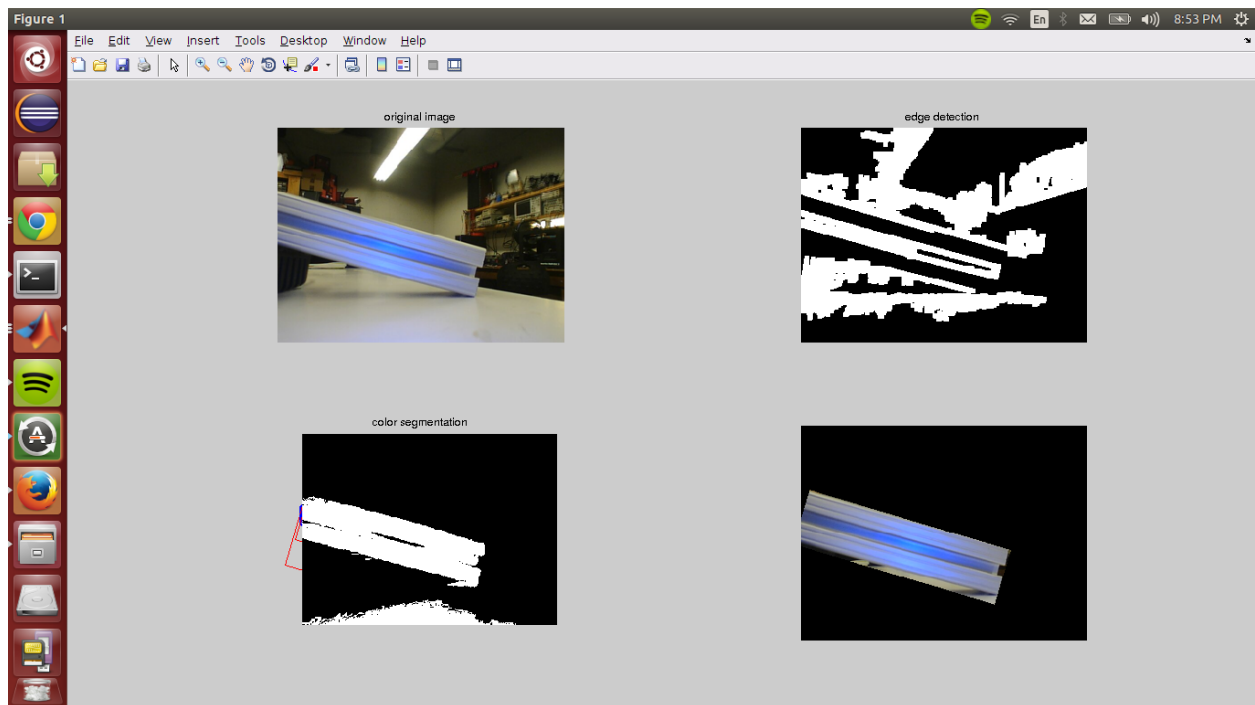 Figure 1
En
8:53 PM
File Edit View Insert Tools Desktop Window Help
original image
edge detection
color segmentation